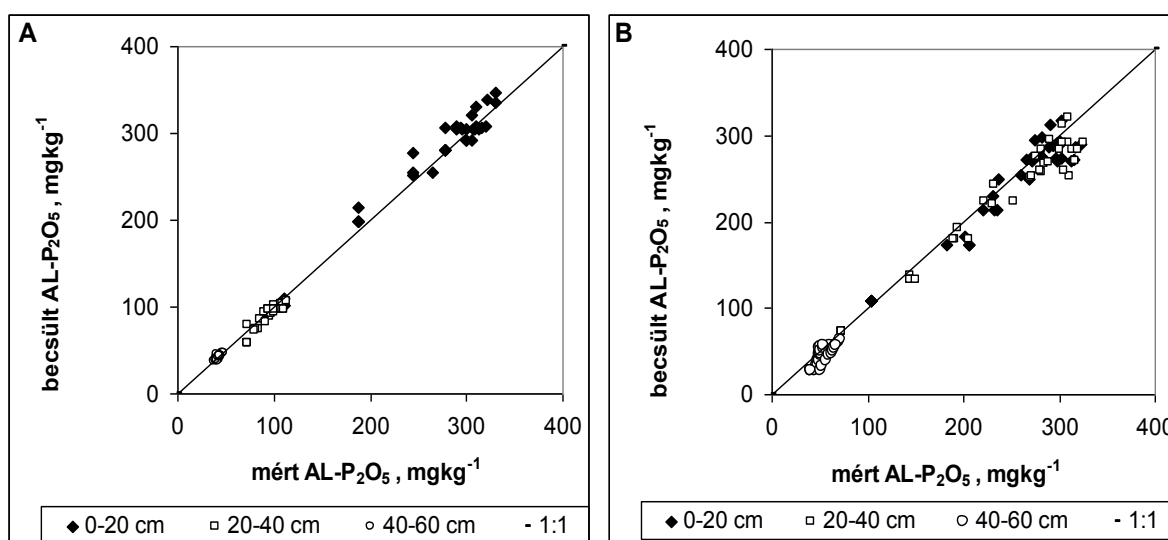 A
400
300
200
100
0
0 100 200 300 400
becsült AL-P₂O₅ , mgkg⁻¹
mért AL-P₂O₅ , mgkg⁻¹
0-20 cm 20-40 cm 40-60 cm 1:1
B
400
300
200
100
0
0 100 200 300 400
becsült AL-P₂O₅ , mgkg⁻¹
mért AL-P₂O₅ , mgkg⁻¹
0-20 cm 20-40 cm 40-60 cm 1:1